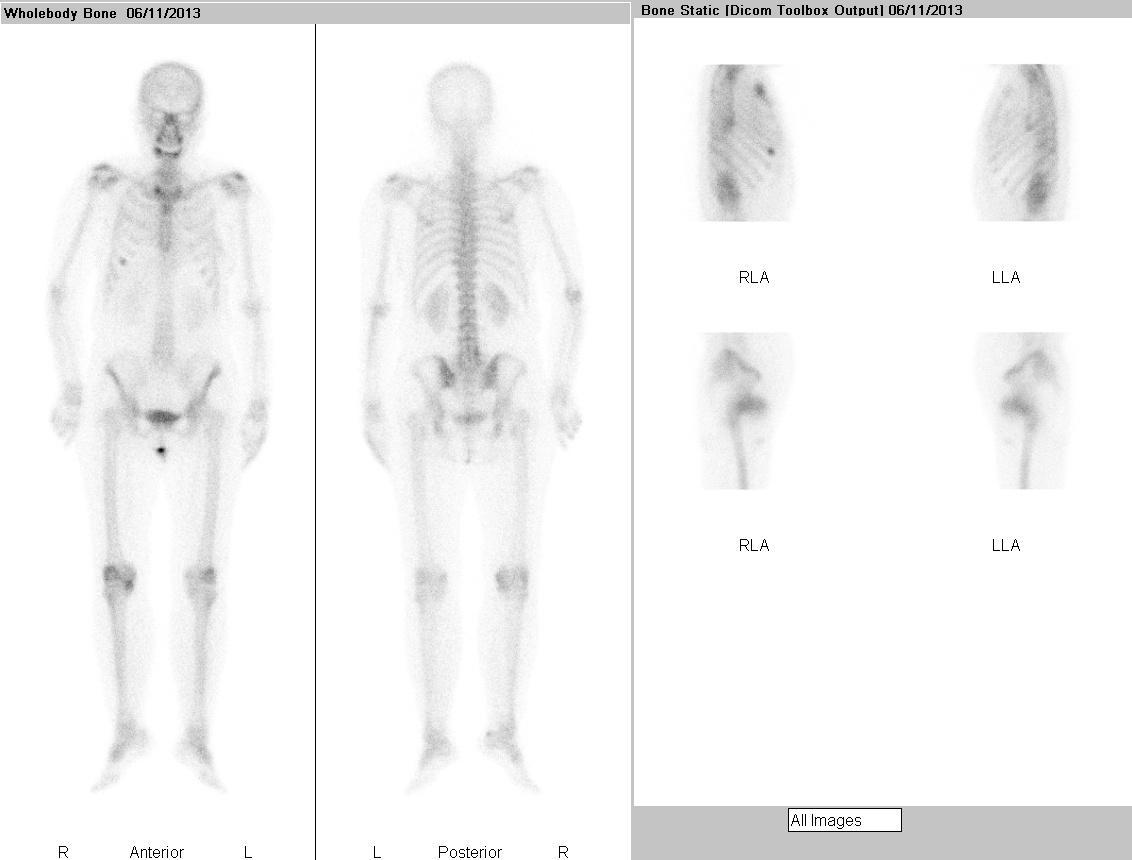 Wholebody Bone 06/11/2013
Bone Static [Dicom Toolbox Output] 06/11/2013
RLA LLA
RLA LLA
All Images
R Anterior L L Posterior R